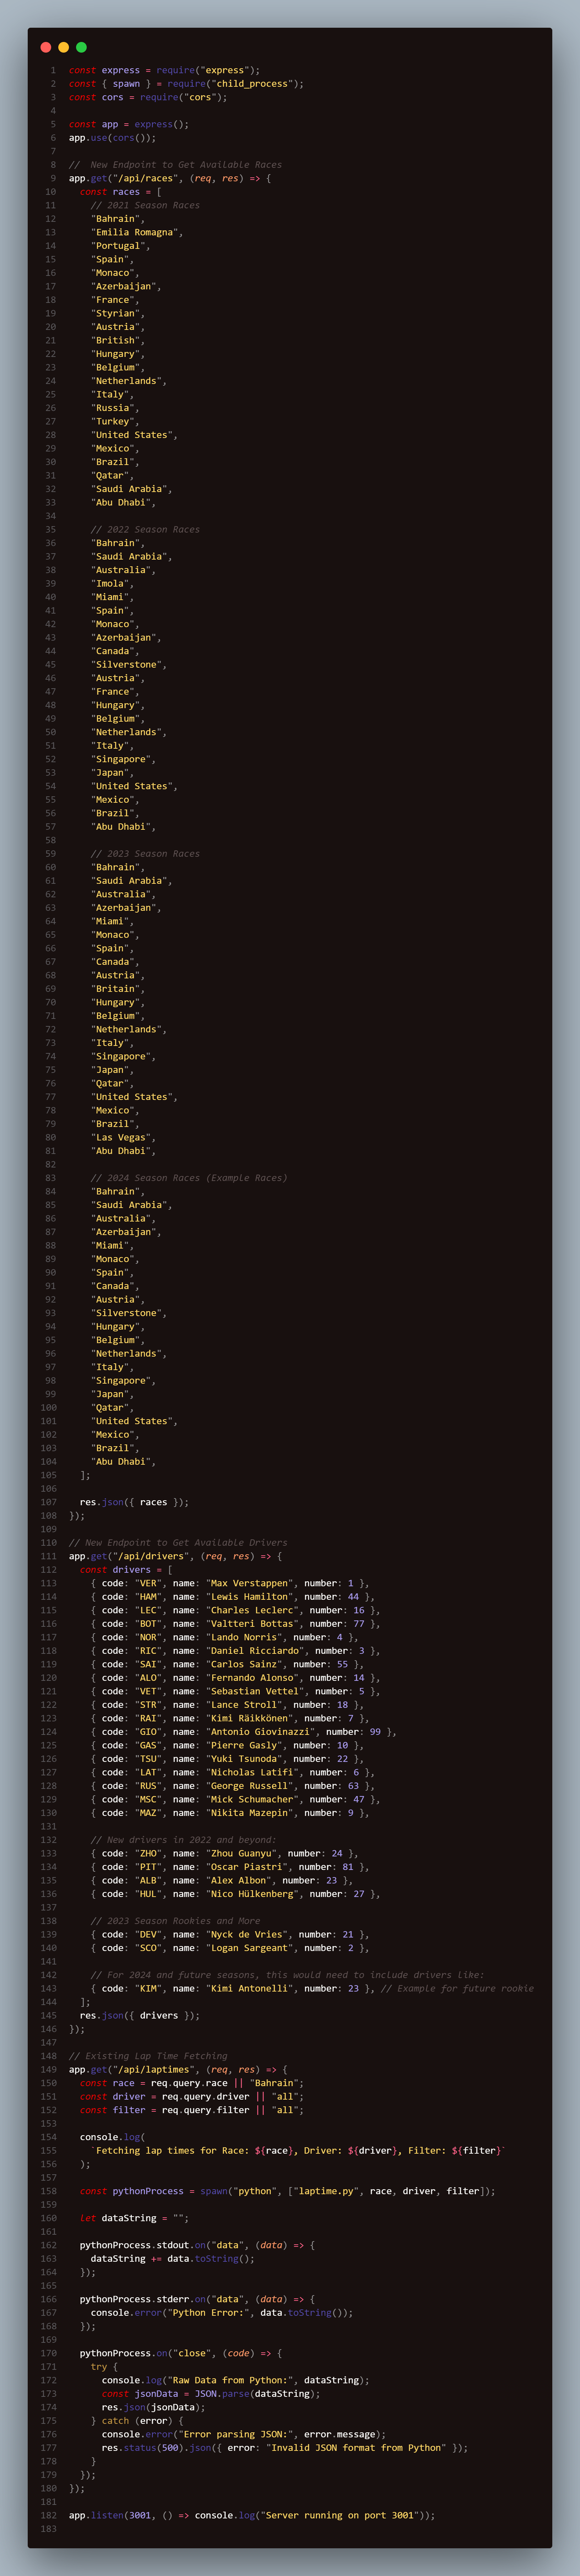 1 const express = require("express");
2 const { spawn } = require("child_process");
3 const cors = require("cors");
4
5 const app = express();
6 app.use(cors());
7
8 //  New Endpoint to Get Available Races
9 app.get("/api/races", (req, res) => {
10   const races = [
11     // 2021 Season Races
12     "Bahrain",
13     "Emilia Romagna",
14     "Portugal",
15     "Spain",
16     "Monaco",
17     "Azerbaijan",
18     "France",
19     "Styrian",
20     "Austria",
21     "British",
22     "Hungary",
23     "Belgium",
24     "Netherlands",
25     "Italy",
26     "Russia",
27     "Turkey",
28     "United States",
29     "Mexico",
30     "Brazil",
31     "Qatar",
32     "Saudi Arabia",
33     "Abu Dhabi",
34
35     // 2022 Season Races
36     "Bahrain",
37     "Saudi Arabia",
38     "Australia",
39     "Imola",
40     "Miami",
41     "Spain",
42     "Monaco",
43     "Azerbaijan",
44     "Canada",
45     "Silverstone",
46     "Austria",
47     "France",
48     "Hungary",
49     "Belgium",
50     "Netherlands",
51     "Italy",
52     "Singapore",
53     "Japan",
54     "United States",
55     "Mexico",
56     "Brazil",
57     "Abu Dhabi",
58
59     // 2023 Season Races
60     "Bahrain",
61     "Saudi Arabia",
62     "Australia",
63     "Azerbaijan",
64     "Miami",
65     "Monaco",
66     "Spain",
67     "Canada",
68     "Austria",
69     "Britain",
70     "Hungary",
71     "Belgium",
72     "Netherlands",
73     "Italy",
74     "Singapore",
75     "Japan",
76     "Qatar",
77     "United States",
78     "Mexico",
79     "Brazil",
80     "Las Vegas",
81     "Abu Dhabi",
82
83     // 2024 Season Races (Example Races)
84     "Bahrain",
85     "Saudi Arabia",
86     "Australia",
87     "Azerbaijan",
88     "Miami",
89     "Monaco",
90     "Spain",
91     "Canada",
92     "Austria",
93     "Silverstone",
94     "Hungary",
95     "Belgium",
96     "Netherlands",
97     "Italy",
98     "Singapore",
99     "Japan",
100     "Qatar",
101     "United States",
102     "Mexico",
103     "Brazil",
104     "Abu Dhabi",
105   ];
106
107   res.json({ races });
108 });
109
110 // New Endpoint to Get Available Drivers
111 app.get("/api/drivers", (req, res) => {
112   const drivers = [
113     { code: "VER", name: "Max Verstappen", number: 1 },
114     { code: "HAM", name: "Lewis Hamilton", number: 44 },
115     { code: "LEC", name: "Charles Leclerc", number: 16 },
116     { code: "BOT", name: "Valtteri Bottas", number: 77 },
117     { code: "NOR", name: "Lando Norris", number: 4 },
118     { code: "RIC", name: "Daniel Ricciardo", number: 3 },
119     { code: "SAI", name: "Carlos Sainz", number: 55 },
120     { code: "ALO", name: "Fernando Alonso", number: 14 },
121     { code: "VET", name: "Sebastian Vettel", number: 5 },
122     { code: "STR", name: "Lance Stroll", number: 18 },
123     { code: "RAI", name: "Kimi Räikkönen", number: 7 },
124     { code: "GIO", name: "Antonio Giovinazzi", number: 99 },
125     { code: "GAS", name: "Pierre Gasly", number: 10 },
126     { code: "TSU", name: "Yuki Tsunoda", number: 22 },
127     { code: "LAT", name: "Nicholas Latifi", number: 6 },
128     { code: "RUS", name: "George Russell", number: 63 },
129     { code: "MSC", name: "Mick Schumacher", number: 47 },
130     { code: "MAZ", name: "Nikita Mazepin", number: 9 },
131
132     // New drivers in 2022 and beyond:
133     { code: "ZHO", name: "Zhou Guanyu", number: 24 },
134     { code: "PIT", name: "Oscar Piastri", number: 81 },
135     { code: "ALB", name: "Alex Albon", number: 23 },
136     { code: "HUL", name: "Nico Hülkenberg", number: 27 },
137
138     // 2023 Season Rookies and More
139     { code: "DEV", name: "Nyck de Vries", number: 21 },
140     { code: "SCO", name: "Logan Sargeant", number: 2 },
141
142     // For 2024 and future seasons, this would need to include drivers like:
143     { code: "KIM", name: "Kimi Antonelli", number: 23 }, // Example for future rookie
144   ];
145   res.json({ drivers });
146 });
147
148 // Existing Lap Time Fetching
149 app.get("/api/laptimes", (req, res) => {
150   const race = req.query.race || "Bahrain";
151   const driver = req.query.driver || "all";
152   const filter = req.query.filter || "all";
153
154   console.log(
155     `Fetching lap times for Race: ${race}, Driver: ${driver}, Filter: ${filter}`
156   );
157
158   const pythonProcess = spawn("python", ["laptime.py", race, driver, filter]);
159
160   let dataString = "";
161
162   pythonProcess.stdout.on("data", (data) => {
163     dataString += data.toString();
164   });
165
166   pythonProcess.stderr.on("data", (data) => {
167     console.error("Python Error:", data.toString());
168   });
169
170   pythonProcess.on("close", (code) => {
171     try {
172       console.log("Raw Data from Python:", dataString);
173       const jsonData = JSON.parse(dataString);
174       res.json(jsonData);
175     } catch (error) {
176       console.error("Error parsing JSON:", error.message);
177       res.status(500).json({ error: "Invalid JSON format from Python" });
178     }
179   });
180 });
181
182 app.listen(3001, () => console.log("Server running on port 3001"));
183